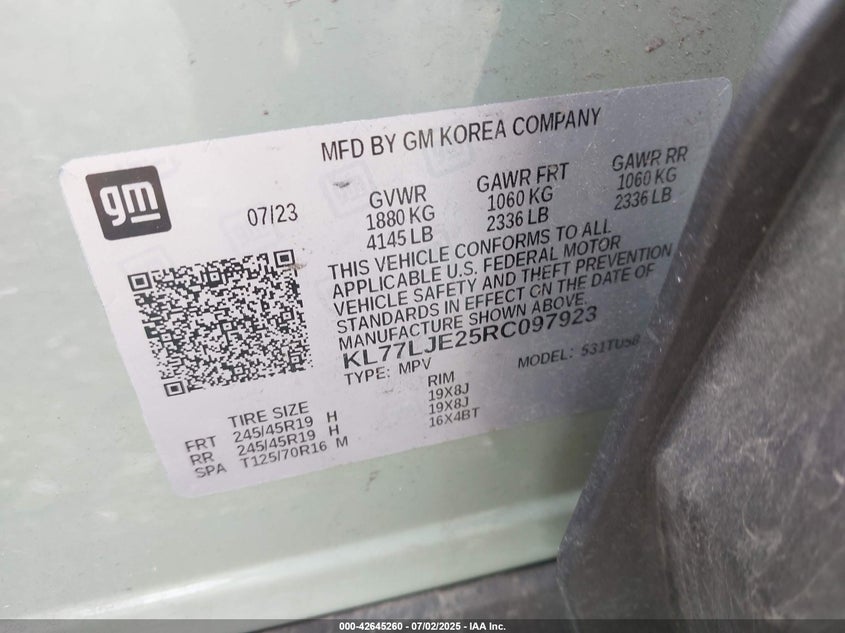 gm
MFD BY GM KOREA COMPANY
07/23
GVWR
1880 KG
4145 LB
GAWR FRT
1060 KG
2336 LB
GAWR RR
1060 KG
2336 LB
THIS VEHICLE CONFORMS TO ALL
APPLICABLE U.S. FEDERAL MOTOR
VEHICLE SAFETY AND THEFT PREVENTION
STANDARDS IN EFFECT ON THE DATE OF
MANUFACTURE SHOWN ABOVE.
KL77LJE25RC097923
TYPE: MPV
MODEL: 531TU58
TIRE SIZE
RIM
FRT 245/45R19 H 19X8J
RR 245/45R19 H 19X8J
SPA T125/70R16 M 16X4BT
000-42645260 - 07/02/2025 - IAA Inc.